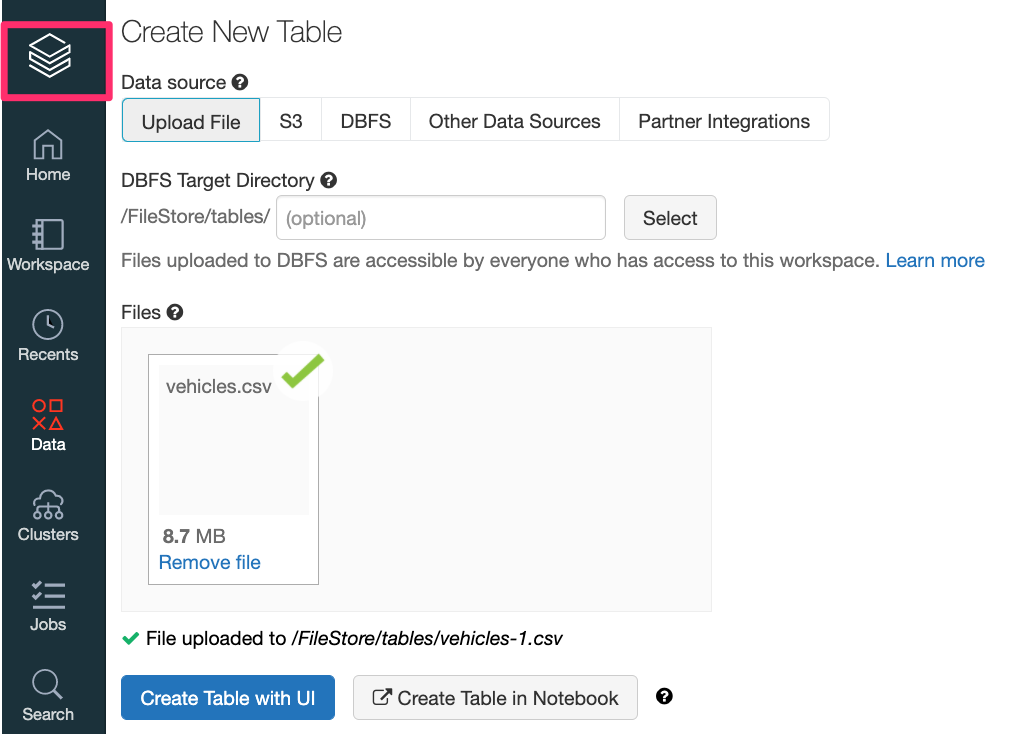 Create New Table
Data source
Upload File S3 DBFS Other Data Sources Partner Integrations
DBFS Target Directory
/FileStore/tables/ (optional) Select
Files uploaded to DBFS are accessible by everyone who has access to this workspace. Learn more
Files
vehicles.csv
8.7 MB
Remove file
File uploaded to /FileStore/tables/vehicles-1.csv
Create Table with UI Create Table in Notebook
Home
Workspace
Recents
Data
Clusters
Jobs
Search